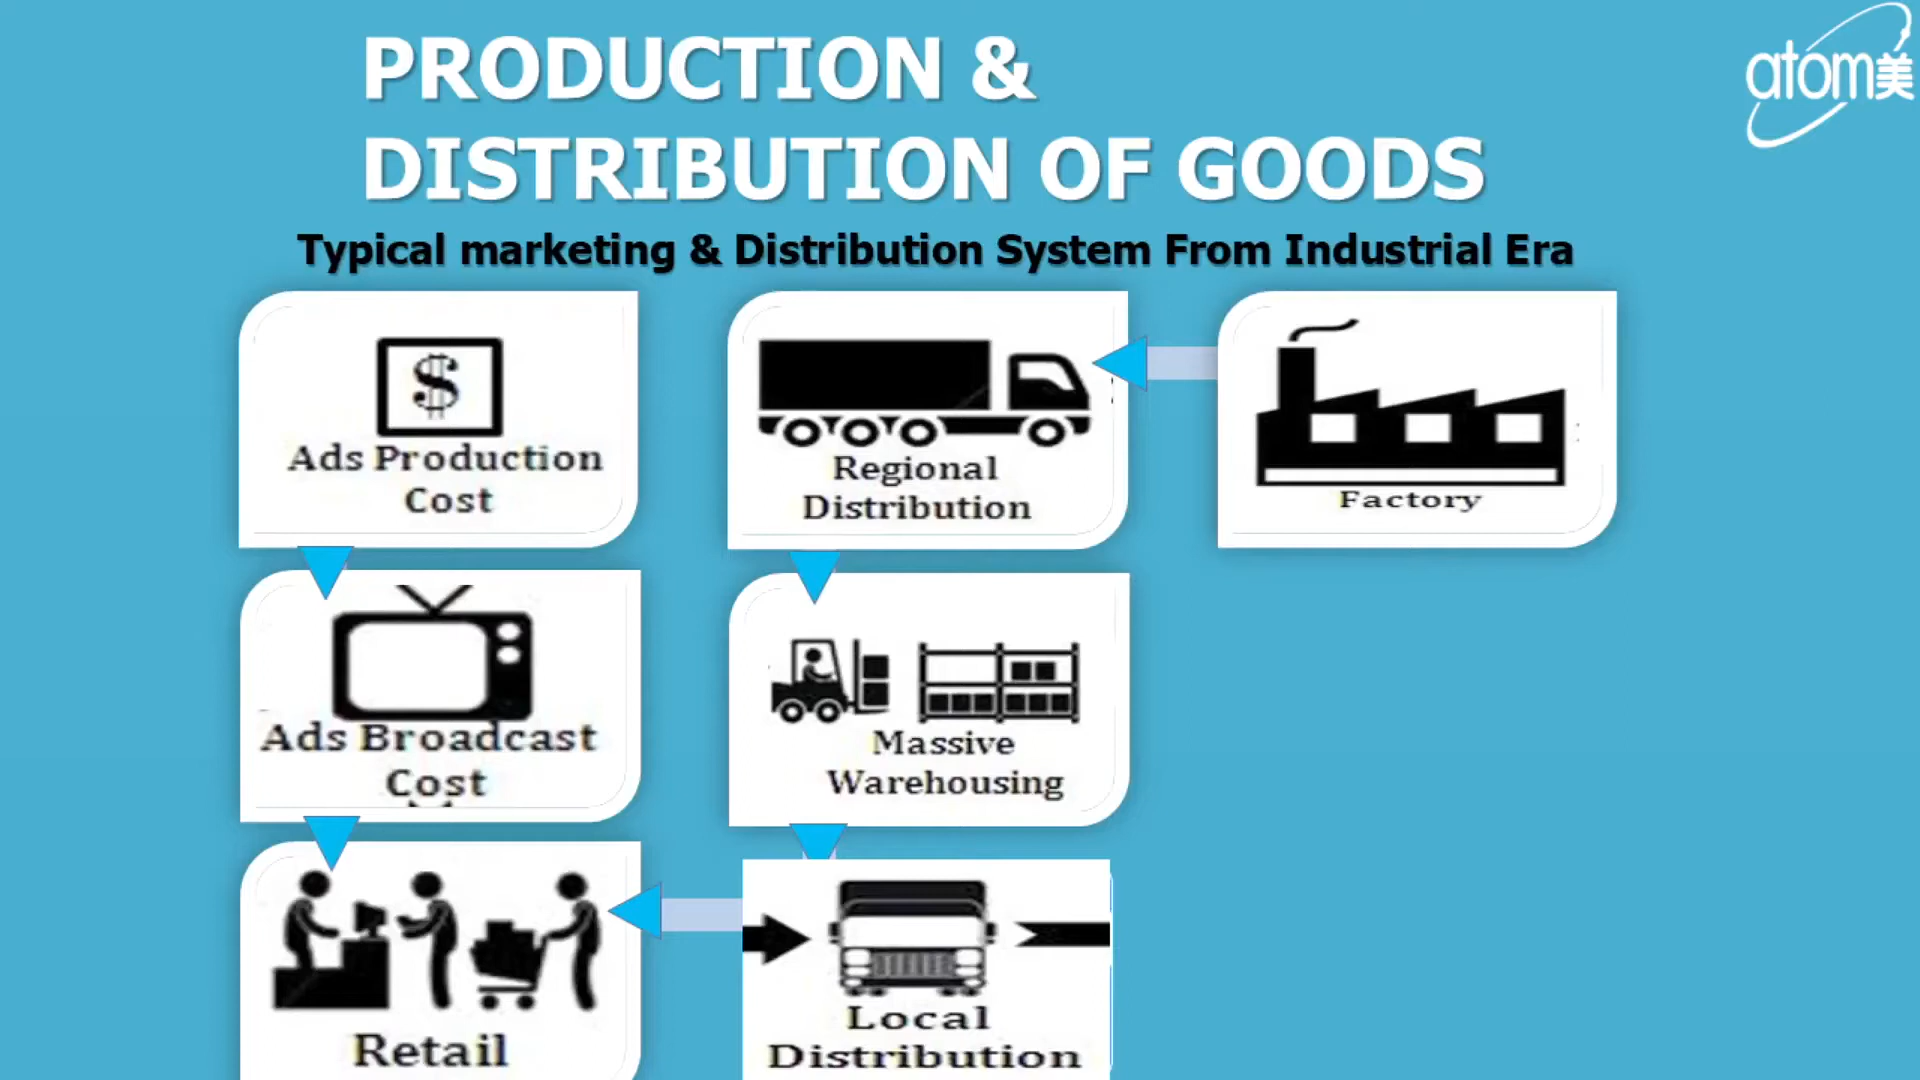 PRODUCTION &
DISTRIBUTION OF GOODS
atom美
Typical marketing & Distribution System From Industrial Era
$
Ads Production
Cost
Regional
Distribution
Factory
Ads Broadcast
Cost
Massive
Warehousing
Retail
Local
Distribution